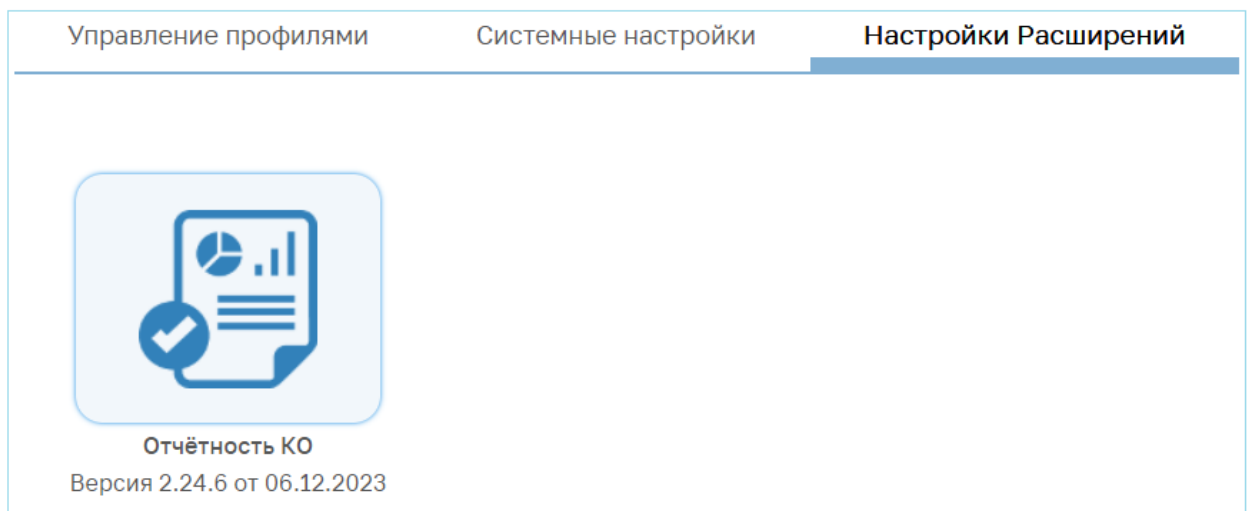 Управление профилями Системные настройки Настройки Расширений
Отчётность КО
Версия 2.24.6 от 06.12.2023